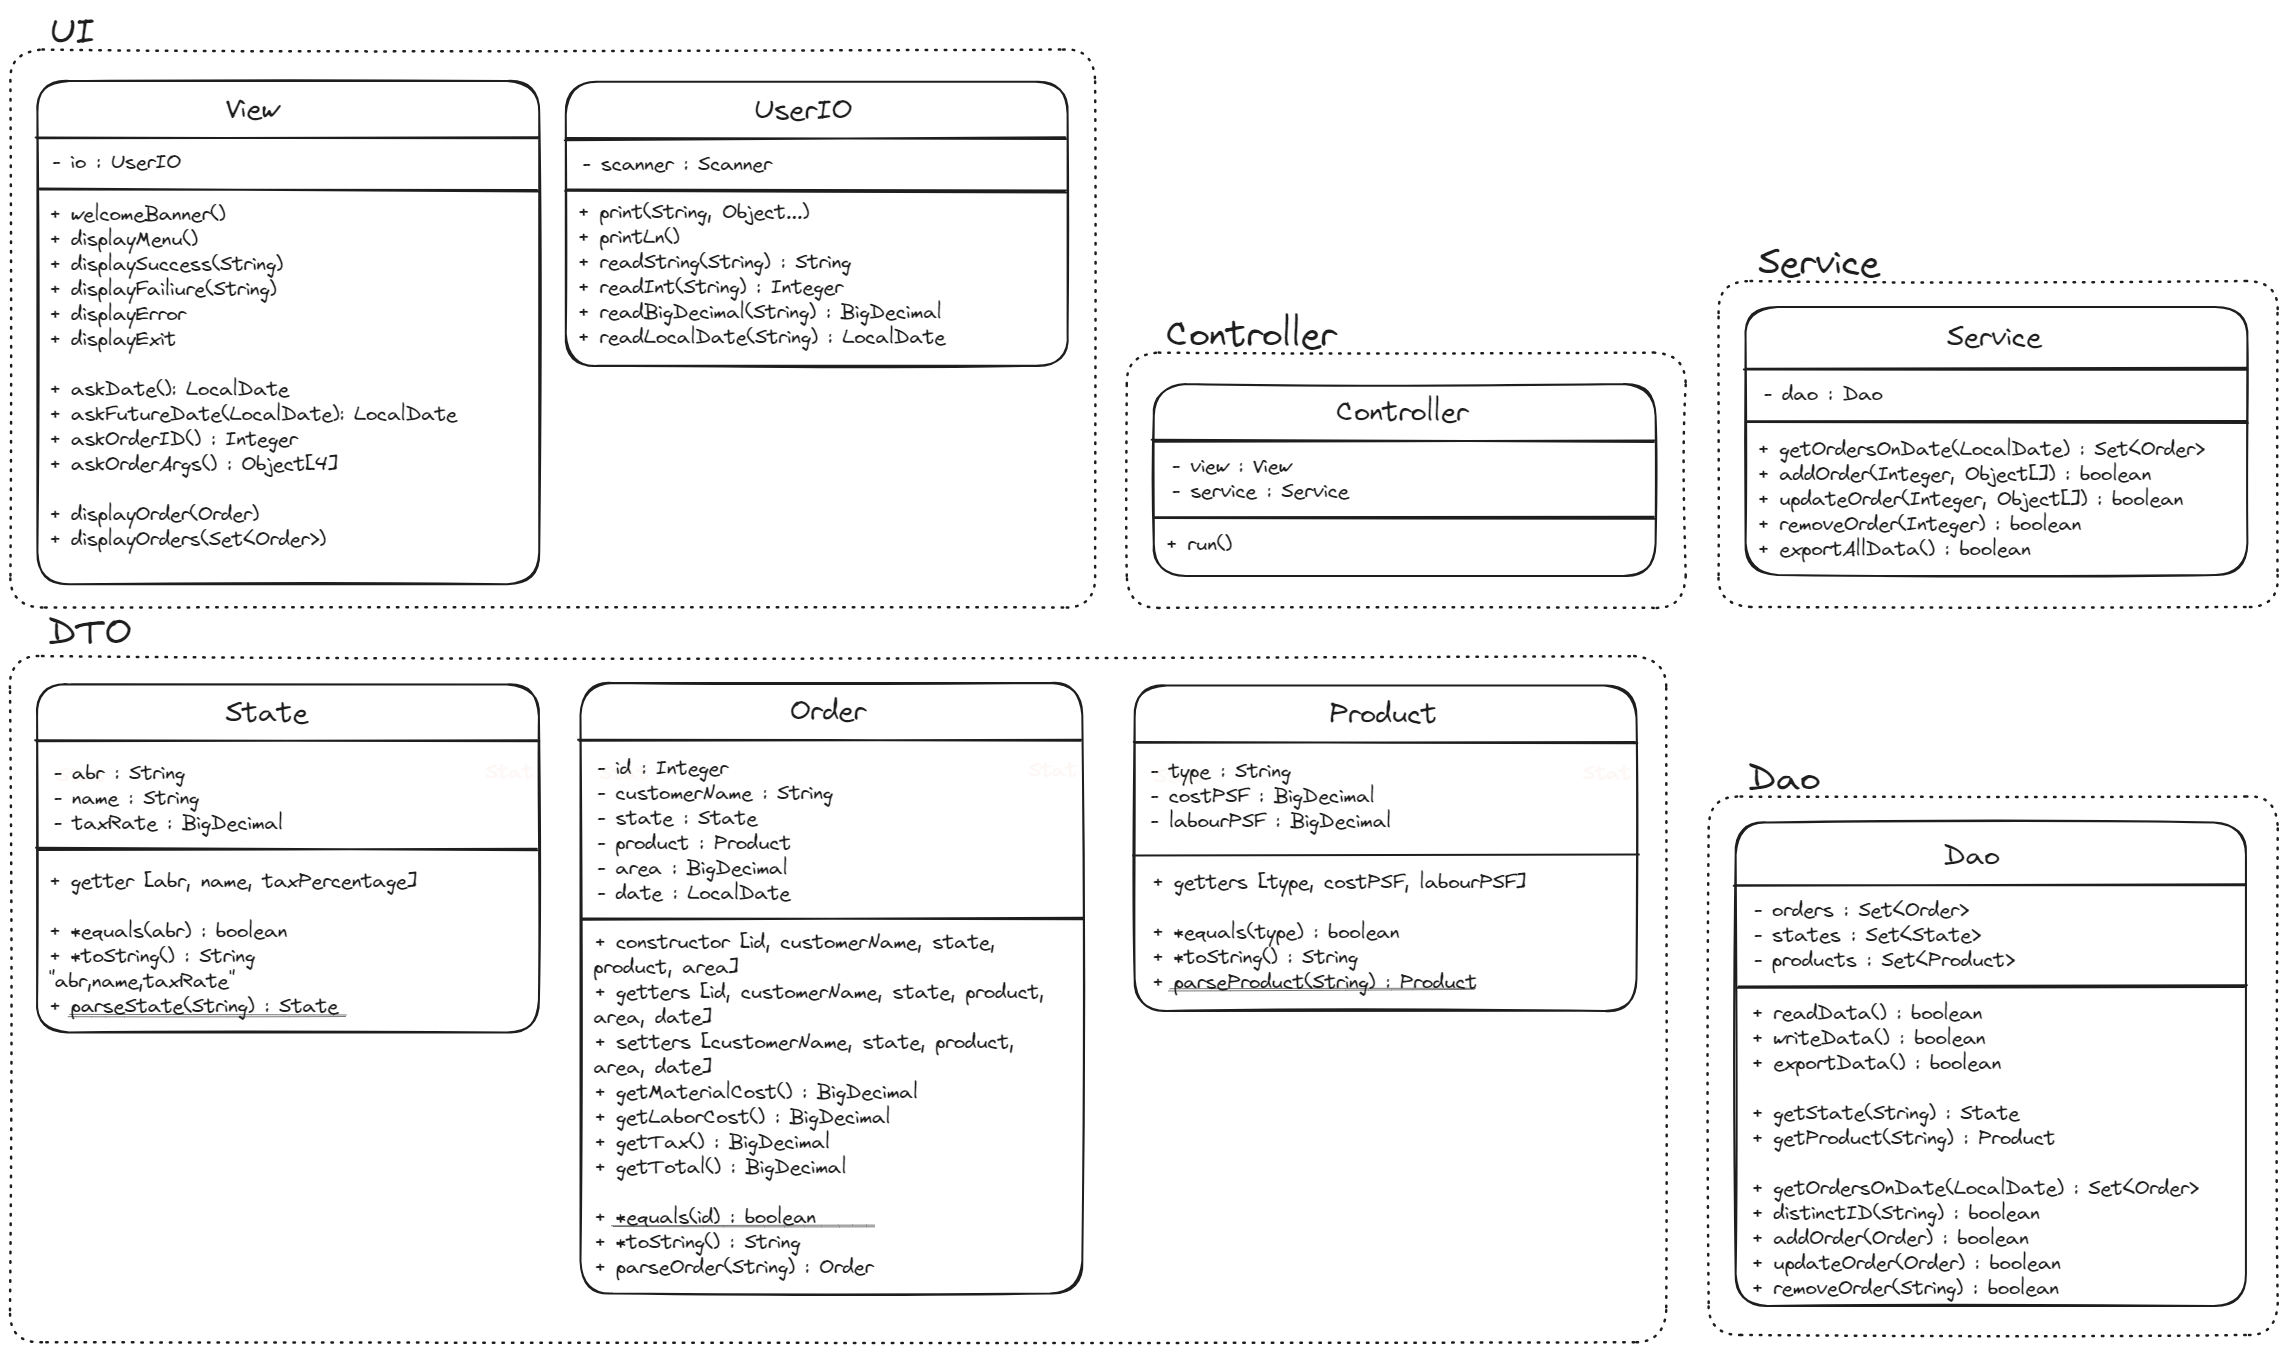 UI
View
- io : UserIO
+ welcomeBanner()
+ displayMenu()
+ displaySuccess(String)
+ displayFailiure(String)
+ displayError
+ displayExit
+ askDate(): LocalDate
+ askFutureDate(LocalDate): LocalDate
+ askOrderID() : Integer
+ askOrderArgs() : Object[4]
+ displayOrder(Order)
+ displayOrders(Set<Order>)
UserIO
- scanner : Scanner
+ print(String, Object...)
+ printLn()
+ readString(String) : String
+ readInt(String) : Integer
+ readBigDecimal(String) : BigDecimal
+ readLocalDate(String) : LocalDate
Controller
Controller
- view : View
- service : Service
+ run()
Service
Service
- dao : Dao
+ getOrdersOnDate(LocalDate) : Set<Order>
+ addOrder(Integer, Object[]) : boolean
+ updateOrder(Integer, Object[]) : boolean
+ removeOrder(Integer) : boolean
+ exportAllData() : boolean
DTO
State
- abr : String
- name : String
- taxRate : BigDecimal
Stat
+ getter [abr, name, taxPercentage]
+ *equals(abr) : boolean
+ *toString() : String
"abr,name,taxRate"
+ parseState(String) : State
Order
- id : Integer
- customerName : String
- state : State
- product : Product
- area : BigDecimal
- date : LocalDate
Stat
+ constructor [id, customerName, state,
product, area]
+ getters [id, customerName, state, product,
area, date]
+ setters [customerName, state, product,
area, date]
+ getMaterialCost() : BigDecimal
+ getLaborCost() : BigDecimal
+ getTax() : BigDecimal
+ getTotal() : BigDecimal
+ *equals(id) : boolean
+ *toString() : String
+ parseOrder(String) : Order
Product
- type : String
- costPSF : BigDecimal
- labourPSF : BigDecimal
Stat
+ getters [type, costPSF, labourPSF]
+ *equals(type) : boolean
+ *toString() : String
+ parseProduct(String) : Product
Dao
Dao
- orders : Set<Order>
- states : Set<State>
- products : Set<Product>
+ readData() : boolean
+ writeData() : boolean
+ exportData() : boolean
+ getState(String) : State
+ getProduct(String) : Product
+ getOrdersOnDate(LocalDate) : Set<Order>
+ distinctID(String) : boolean
+ addOrder(Order) : boolean
+ updateOrder(Order) : boolean
+ removeOrder(String) : boolean